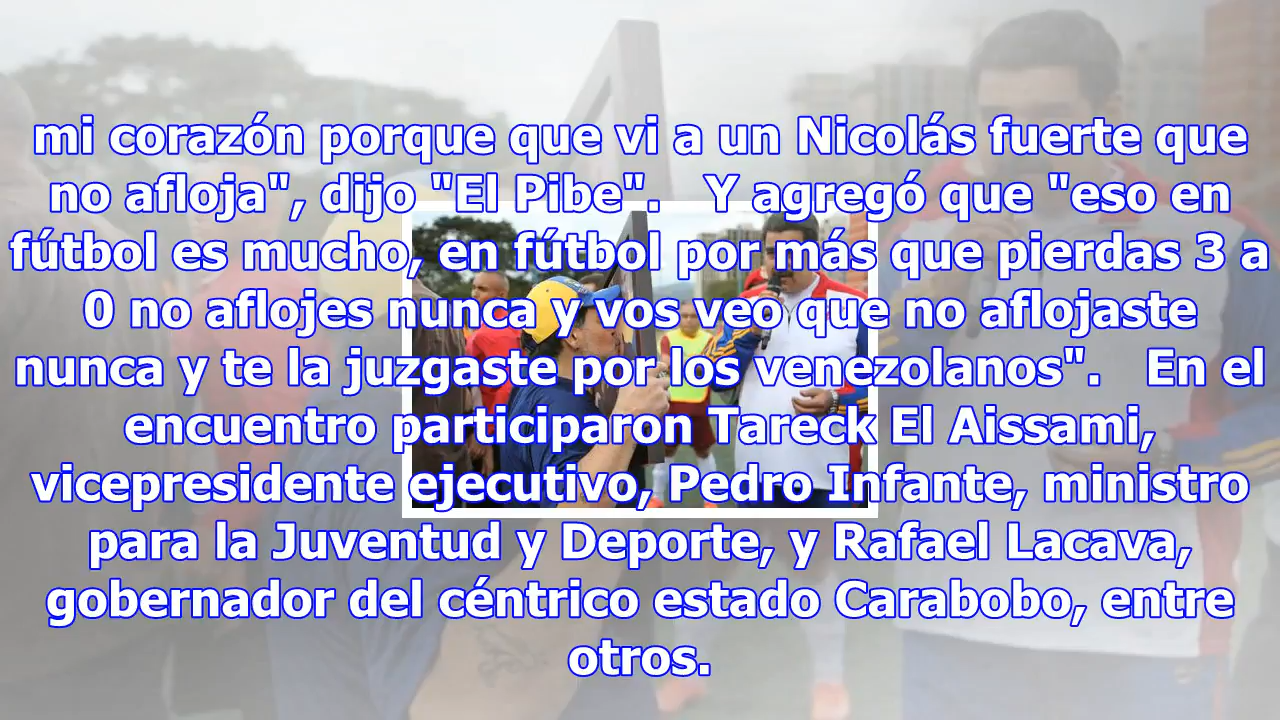 mi corazón porque que vi a un Nicolás fuerte que
no afloja", dijo "El Pibe".   Y agregó que "eso en
fútbol es mucho, en fútbol por más que pierdas 3 a
0 no aflojes nunca y vos veo que no aflojaste
nunca y te la juzgaste por los venezolanos".   En el
encuentro participaron Tareck El Aissami,
vicepresidente ejecutivo, Pedro Infante, ministro
para la Juventud y Deporte, y Rafael Lacava,
gobernador del céntrico estado Carabobo, entre
otros.